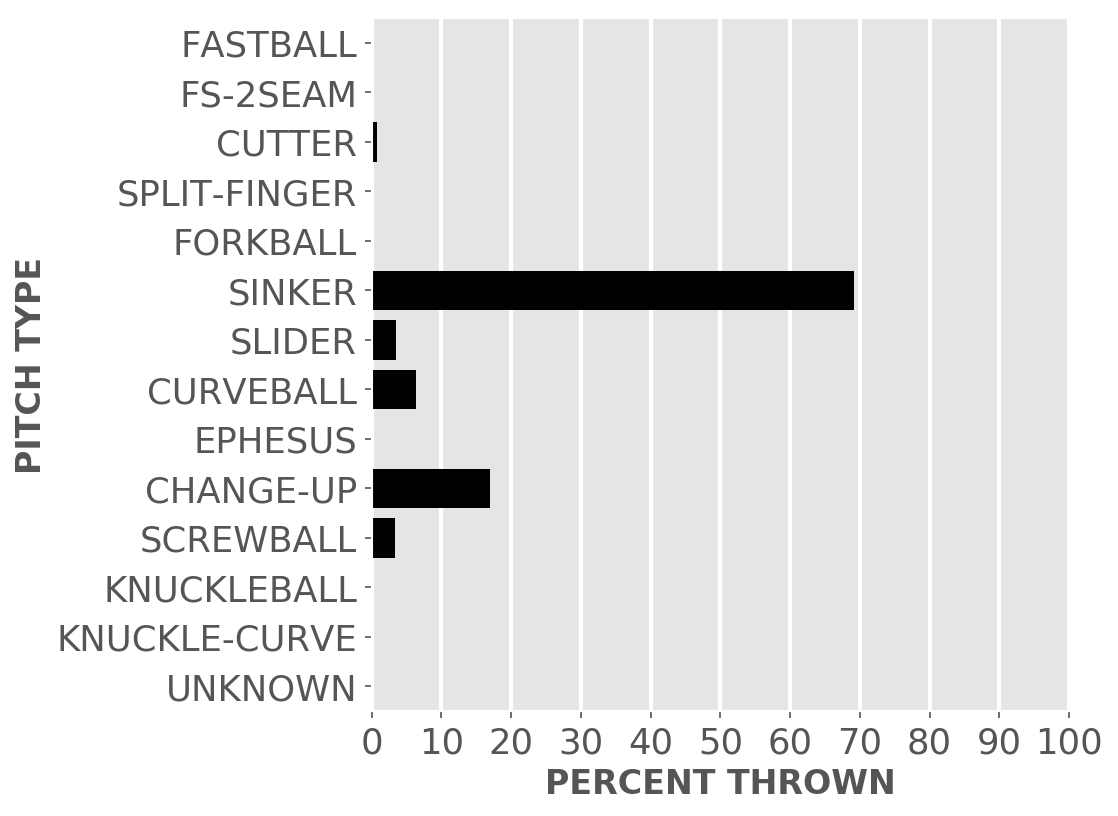 FASTBALL
FS-2SEAM
CUTTER
SPLIT-FINGER
FORKBALL
SINKER
SLIDER
CURVEBALL
EPHESUS
CHANGE-UP
SCREWBALL
KNUCKLEBALL
KNUCKLE-CURVE
UNKNOWN
PITCH TYPE
0 10 20 30 40 50 60 70 80 90 100
PERCENT THROWN